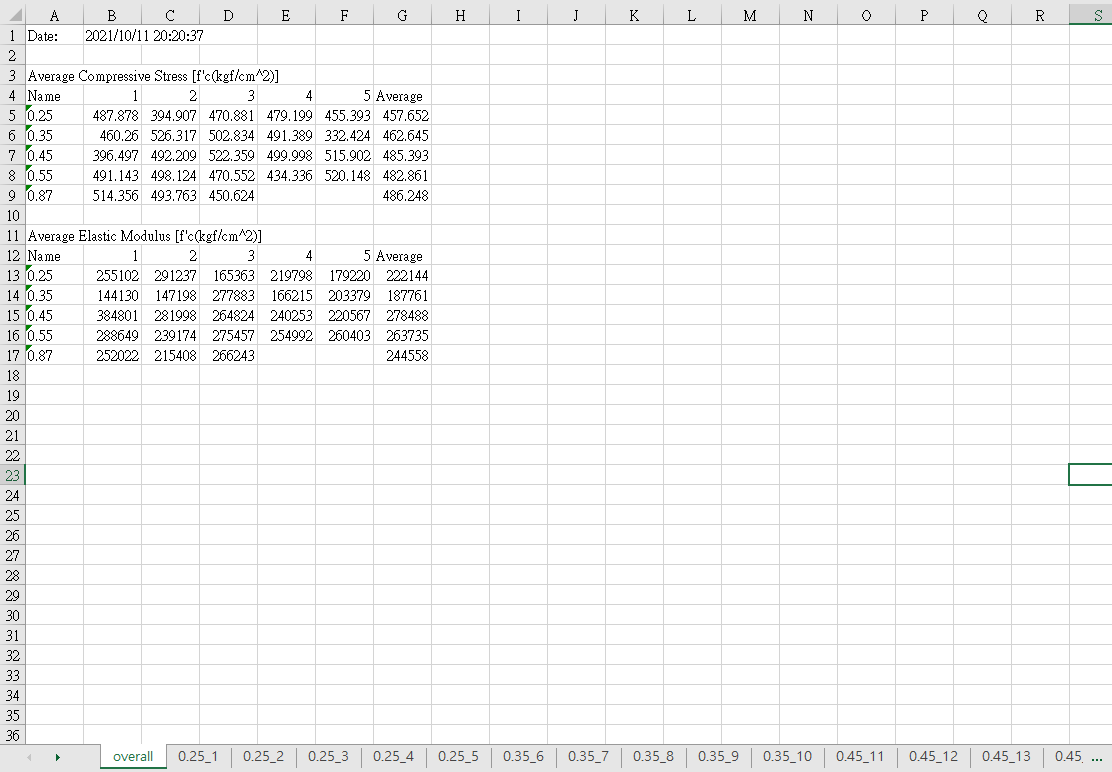 A B C D E F G H I J K L M N O P Q R S
1 Date: 2021/10/11 20:20:37
2
3 Average Compressive Stress [f'c(kgf/cm^2)]
4 Name 1 2 3 4 5 Average
5 0.25 487.878 394.907 470.881 479.199 455.393 457.652
6 0.35 460.26 526.317 502.834 491.389 332.424 462.645
7 0.45 396.497 492.209 522.359 499.998 515.902 485.393
8 0.55 491.143 498.124 470.552 434.336 520.148 482.861
9 0.87 514.356 493.763 450.624 486.248
10
11 Average Elastic Modulus [f'c(kgf/cm^2)]
12 Name 1 2 3 4 5 Average
13 0.25 255102 291237 165363 219798 179220 222144
14 0.35 144130 147198 277883 166215 203379 187761
15 0.45 384801 281998 264824 240253 220567 278488
16 0.55 288649 239174 275457 254992 260403 263735
17 0.87 252022 215408 266243 244558
18
19
20
21
22
23
24
25
26
27
28
29
30
31
32
33
34
35
36
overall 0.25_1 0.25_2 0.25_3 0.25_4 0.25_5 0.35_6 0.35_7 0.35_8 0.35_9 0.35_10 0.45_11 0.45_12 0.45_13 0.45_ ...